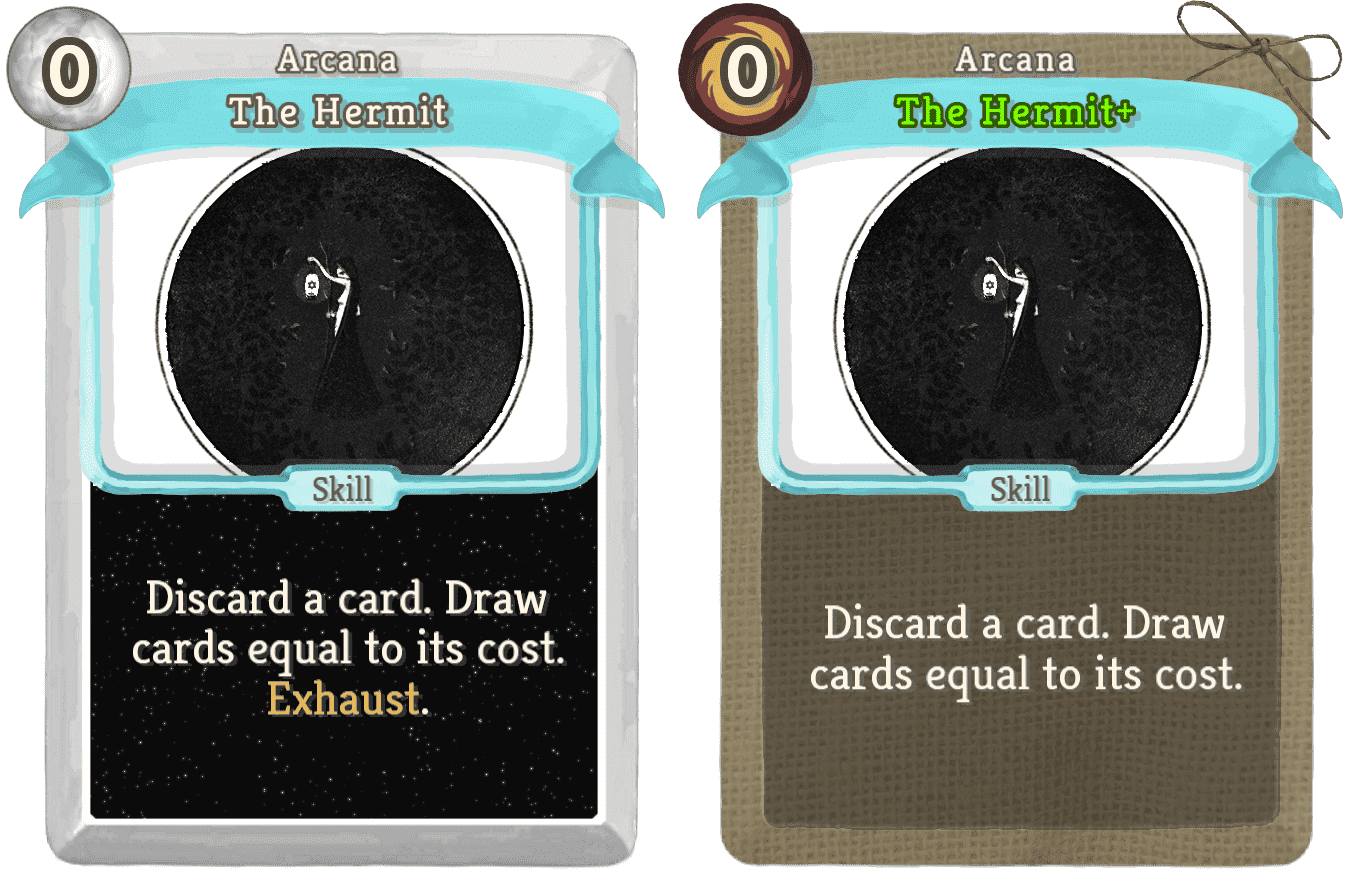 0
Arcana
The Hermit
Skill
Discard a card. Draw
cards equal to its cost.
Exhaust.
0
Arcana
The Hermit+
Skill
Discard a card. Draw
cards equal to its cost.